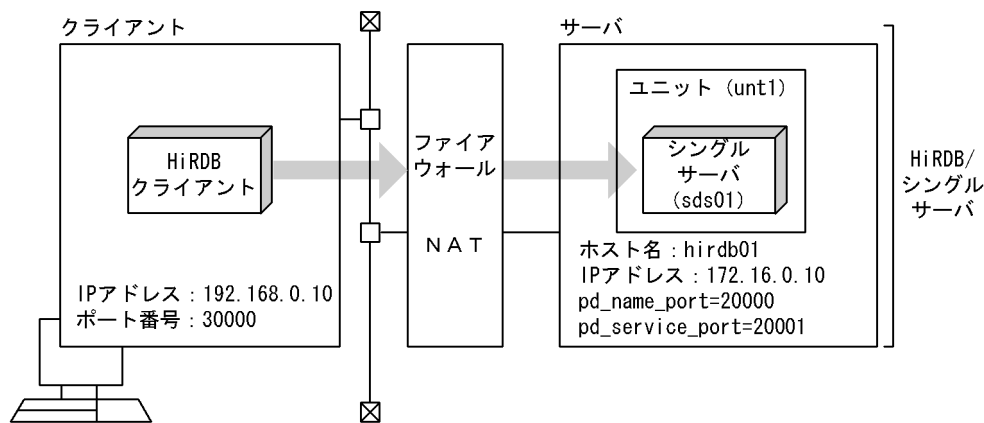 クライアント
HiRDB
クライアント
IPアドレス：192.168.0.10
ポート番号：30000
ファイア
ウォール
NAT
サーバ
ユニット（unt1）
シングル
サーバ
（sds01）
ホスト名：hirdb01
IPアドレス：172.16.0.10
pd_name_port=20000
pd_service_port=20001
HiRDB/
シングル
サーバ